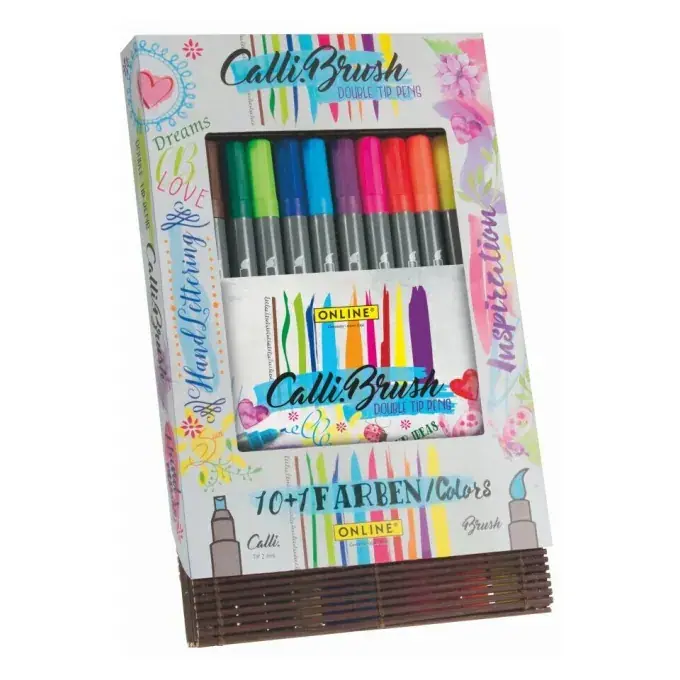 Calli.Brush
DOUBLE TIP PENS
Dreams
LOVE
Hand Lettering
Inspiration
Calli.Brush
ONLINE®
Calli.Brush
DOUBLE TIP PENS
IDEAS
10+1 FARBEN/Colors
ONLINE®
Calli.
Brush